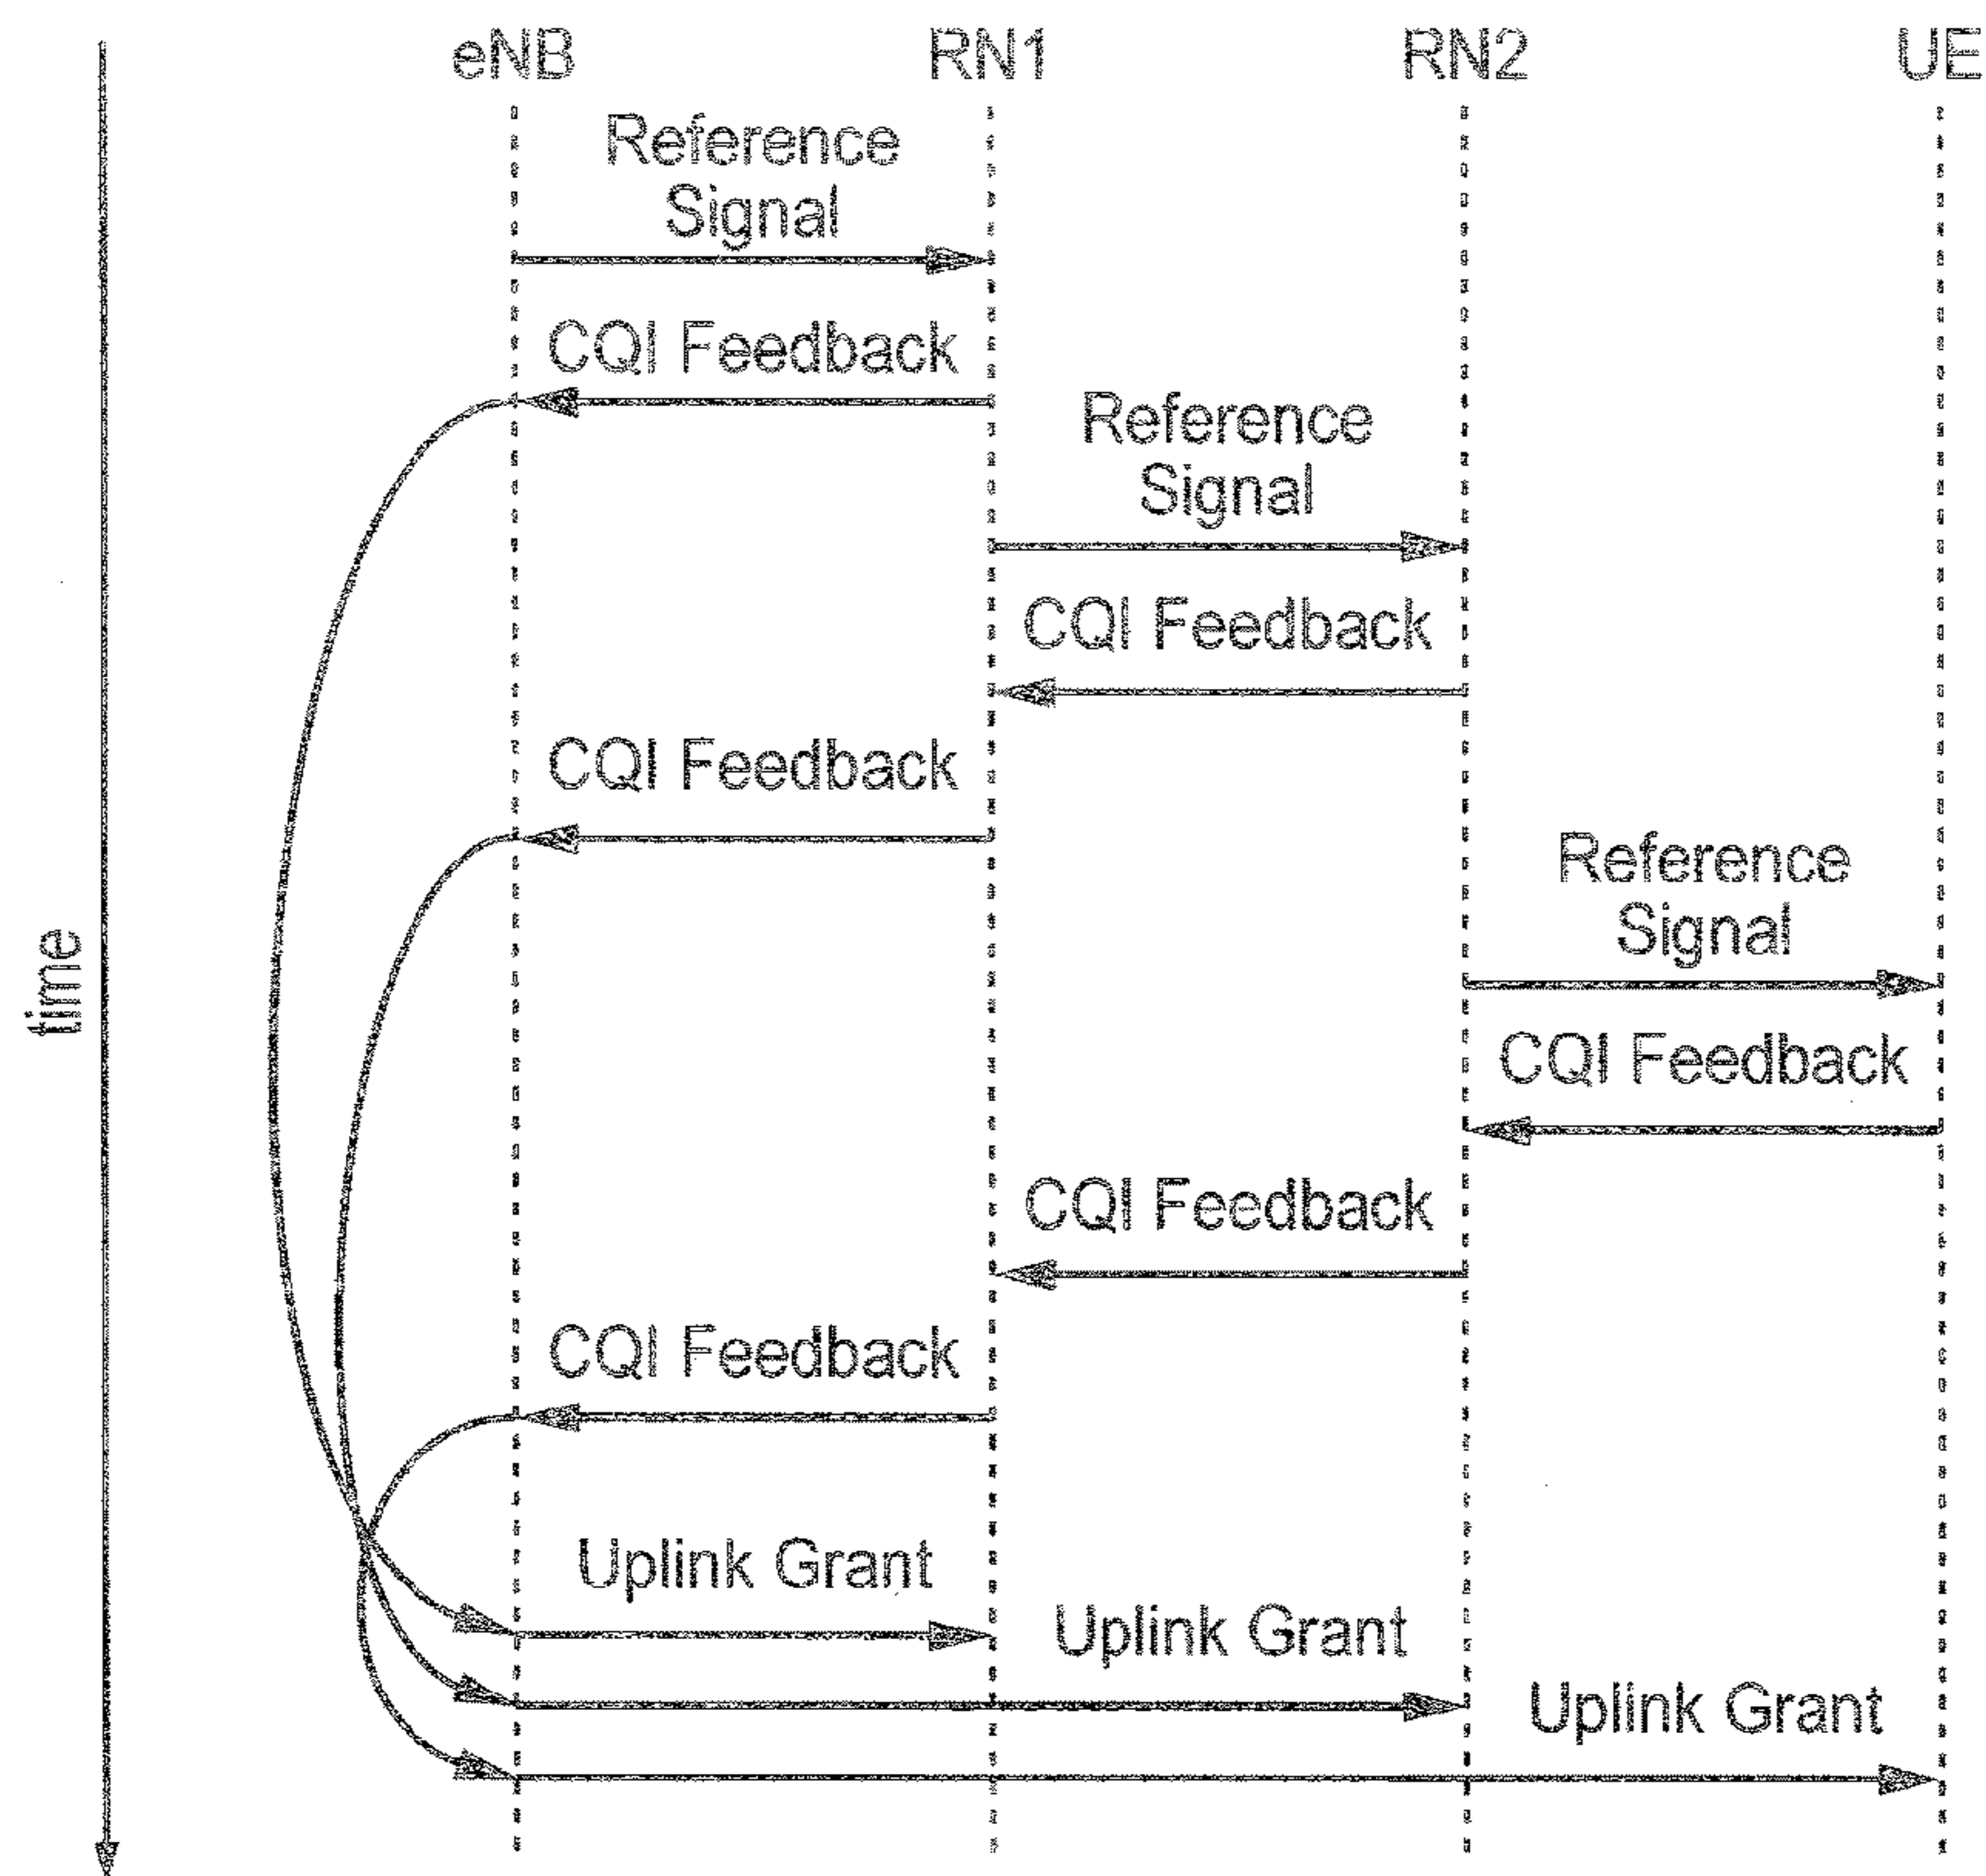 eNB RN1 RN2 UE
Reference
Signal
CQI Feedback
Reference
Signal
CQI Feedback
CQI Feedback
Reference
Signal
time
CQI Feedback
CQI Feedback
CQI Feedback
Uplink Grant
Uplink Grant
Uplink Grant